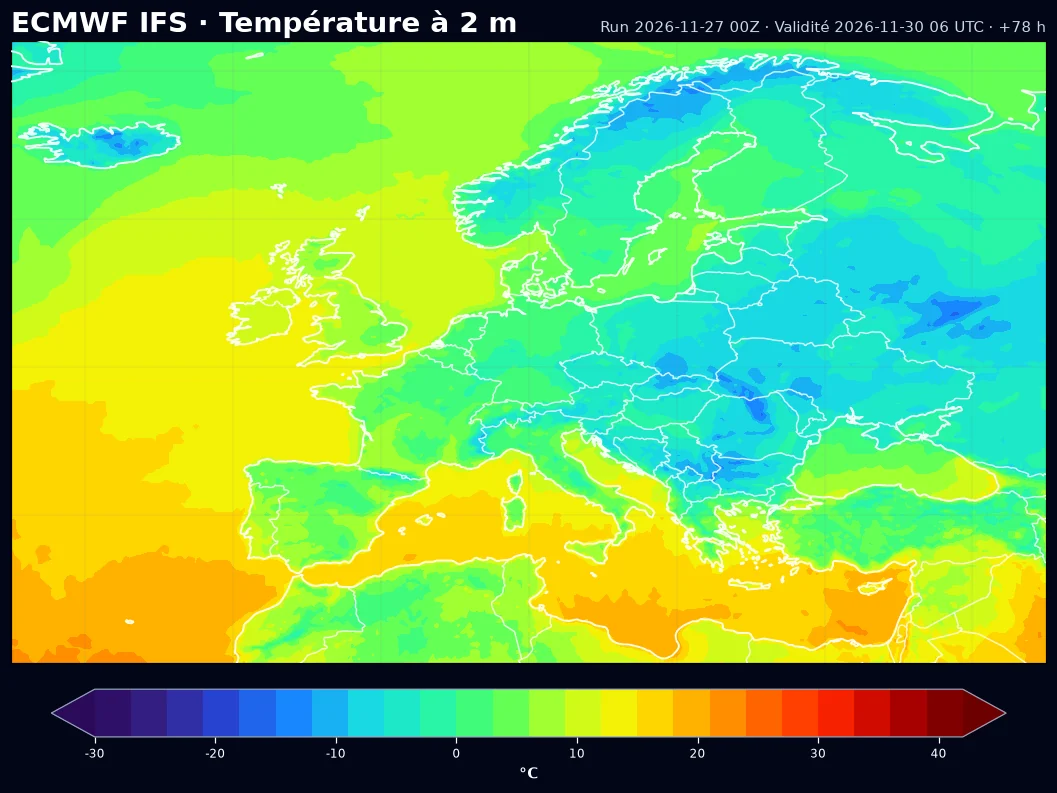 ECMWF IFS · Température à 2 m
Run 2026-11-27 00Z · Validité 2026-11-30 06 UTC · +78 h
-30 -20 -10 0 10 20 30 40
°C